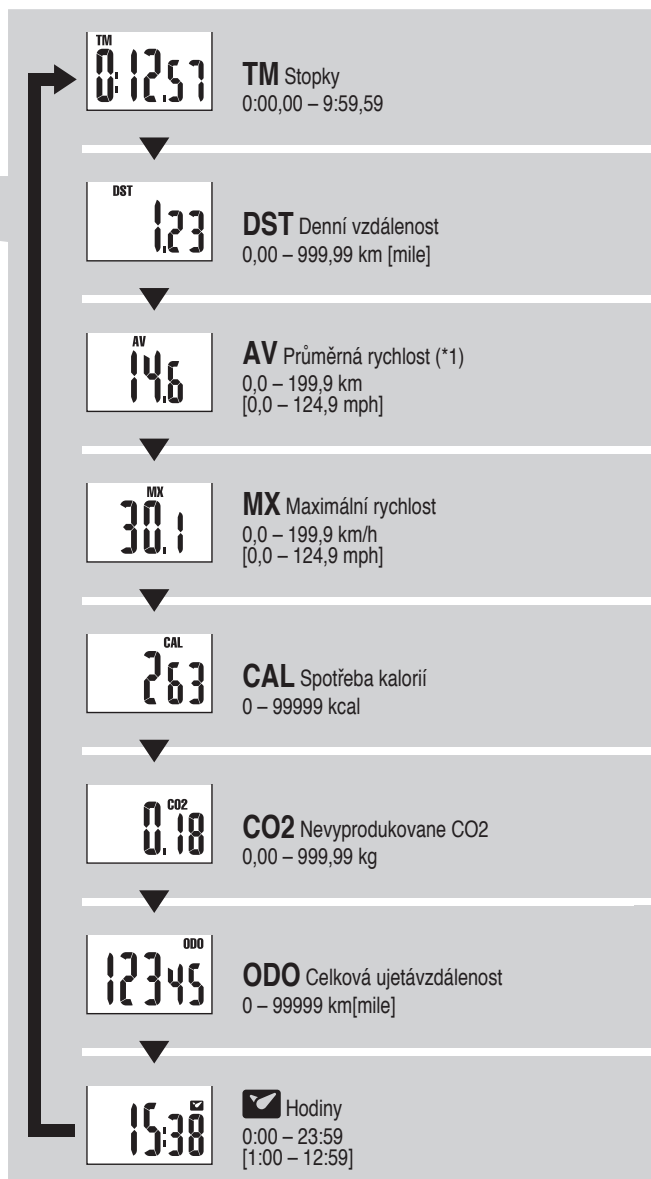 TM
0:12.57
TM Stopky
0:00,00 – 9:59,59
DST
1.23
DST Denní vzdálenost
0,00 – 999,99 km [mile]
AV
14.6
AV Průměrná rychlost (*1)
0,0 – 199,9 km
[0,0 – 124,9 mph]
MX
30.1
MX Maximální rychlost
0,0 – 199,9 km/h
[0,0 – 124,9 mph]
CAL
263
CAL Spotřeba kalorií
0 – 99999 kcal
CO2
0.18
CO2 Nevyprodukovane CO2
0,00 – 999,99 kg
ODO
12345
ODO Celková ujetávzdálenost
0 – 99999 km[mile]
15:38
Hodiny
0:00 – 23:59
[1:00 – 12:59]